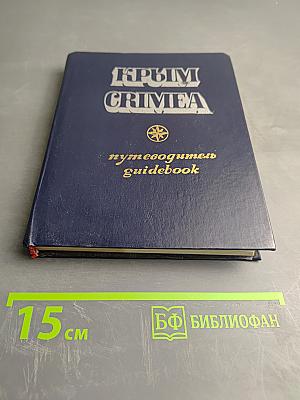 КРЫМ
CRIMEA
путеводитель
guidebook
15 см
БФ БИБЛИОФАН